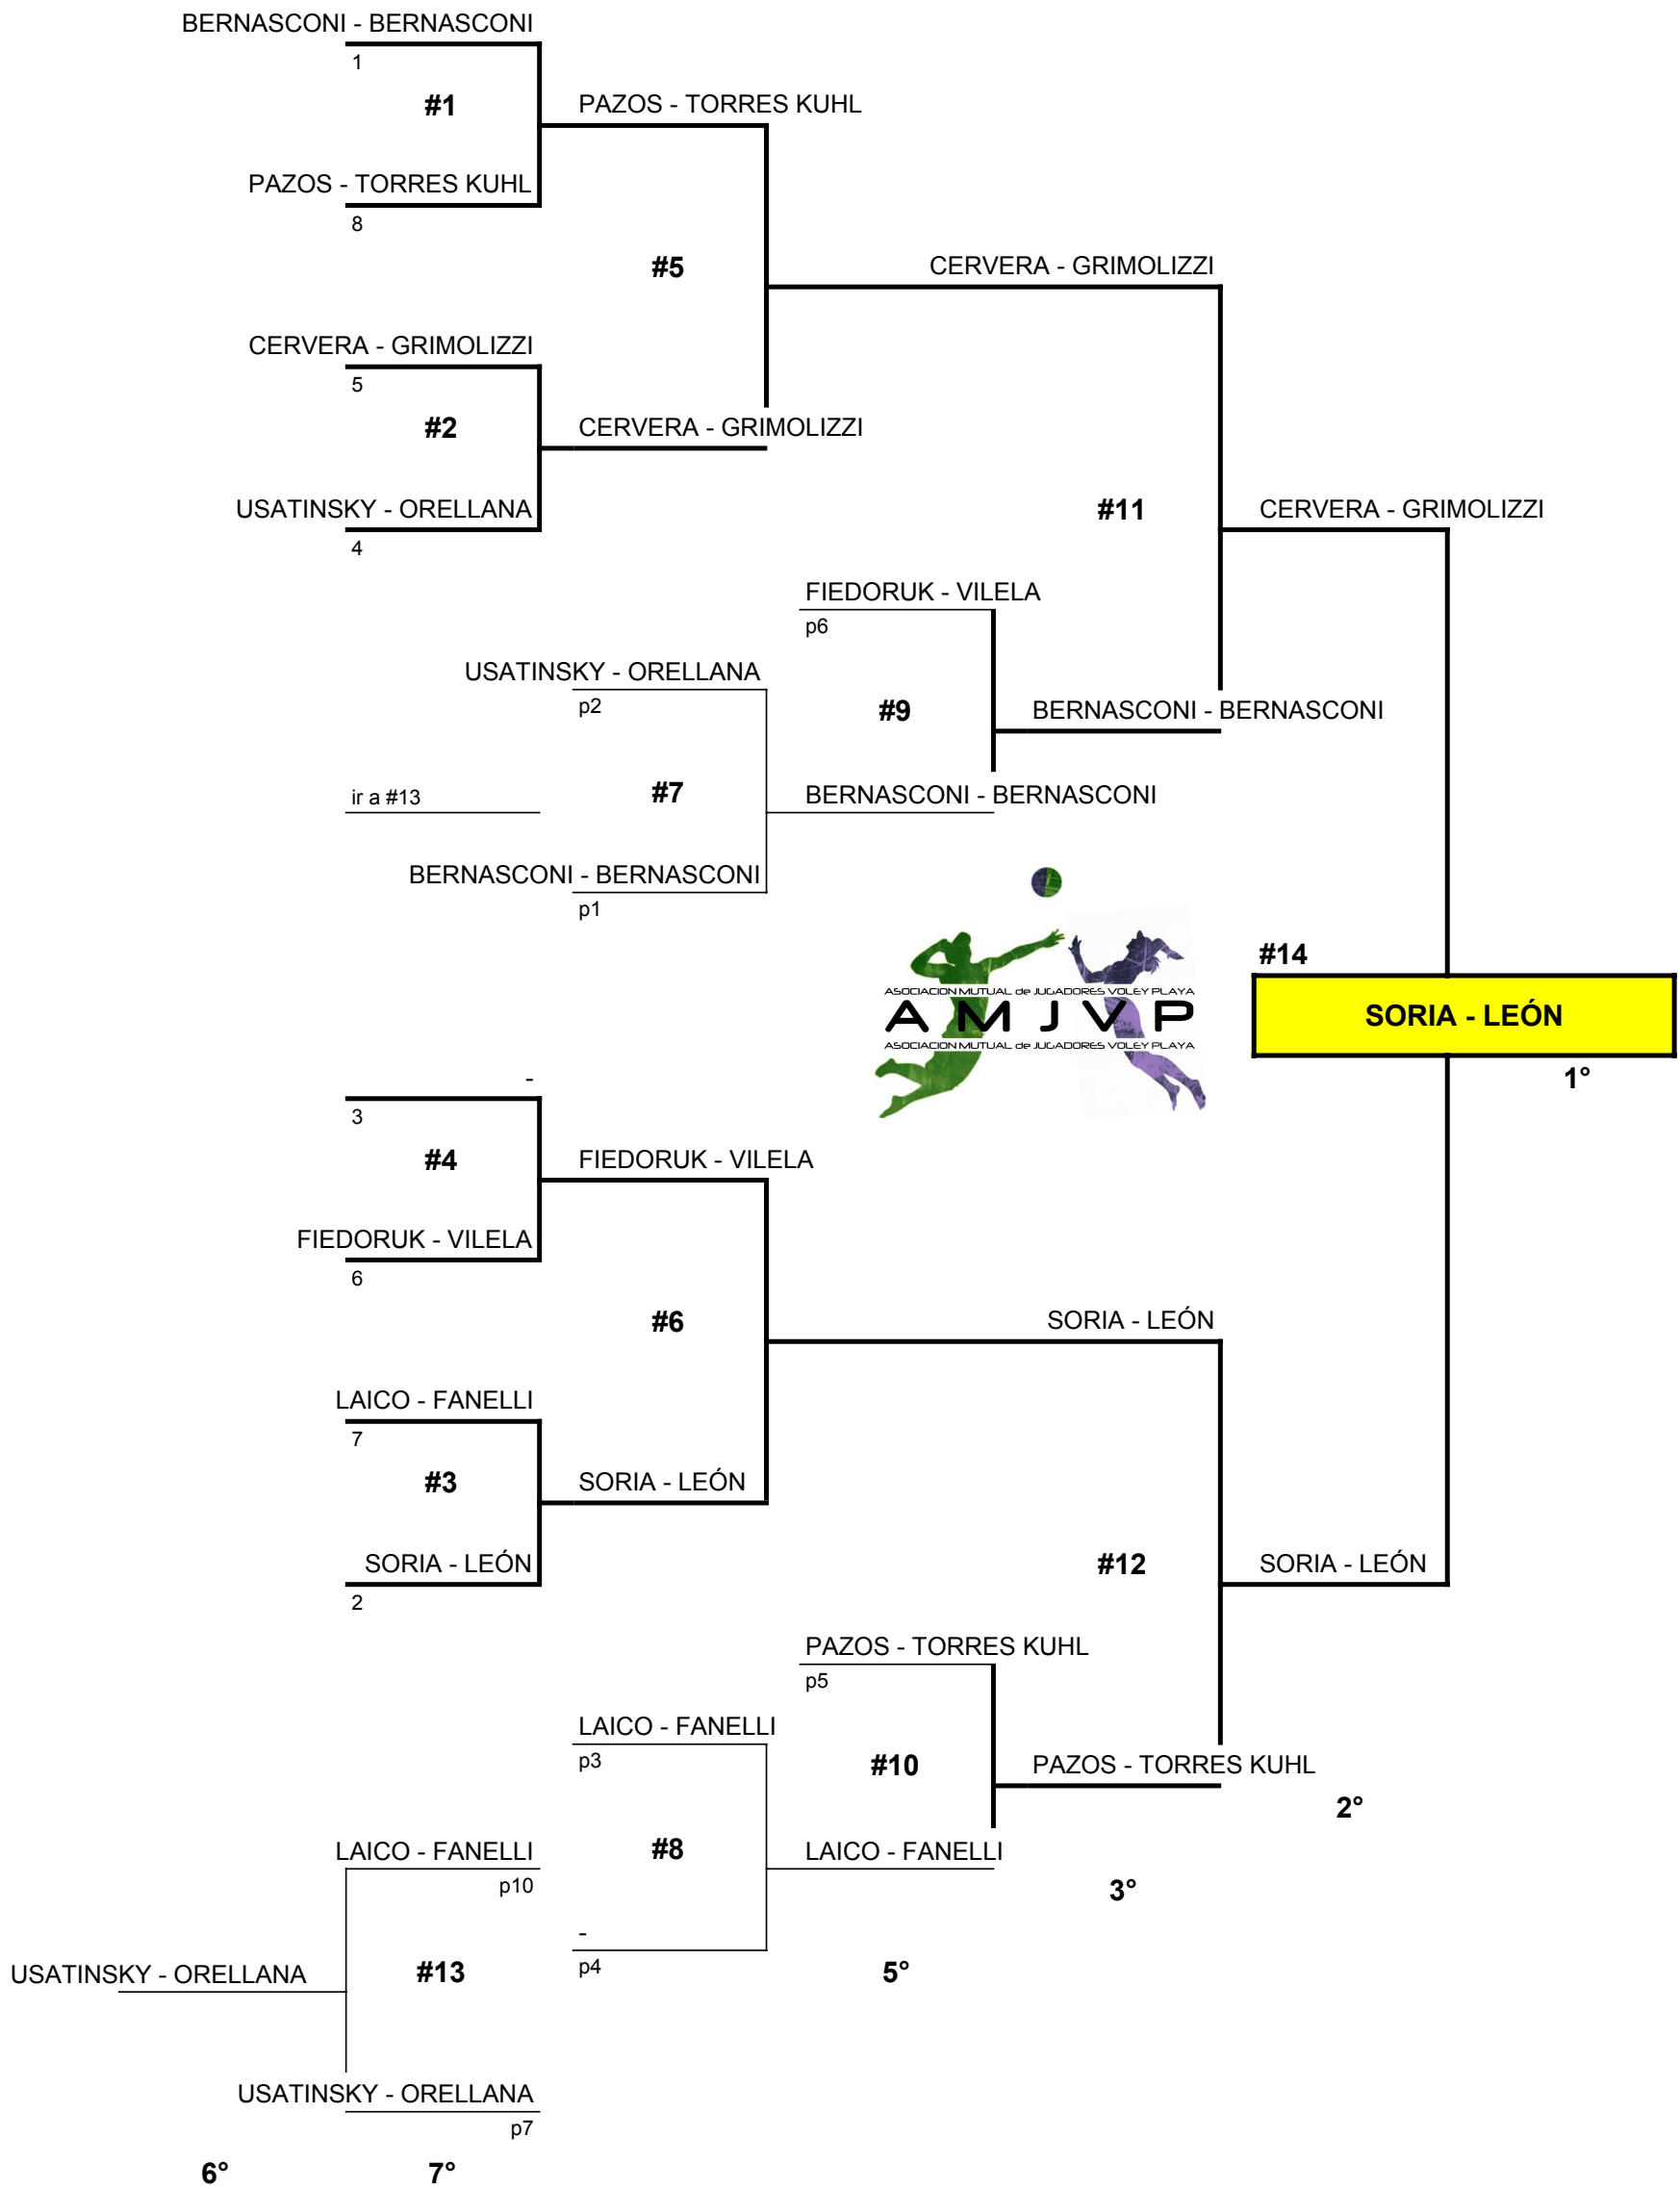 BERNASCONI - BERNASCONI
1
#1
PAZOS - TORRES KUHL
PAZOS - TORRES KUHL
8
#5
CERVERA - GRIMOLIZZI
CERVERA - GRIMOLIZZI
5
#2
CERVERA - GRIMOLIZZI
USATINSKY - ORELLANA
4
#11
CERVERA - GRIMOLIZZI
FIEDORUK - VILELA
p6
USATINSKY - ORELLANA
p2
#9
BERNASCONI - BERNASCONI
ir a #13
#7
BERNASCONI - BERNASCONI
BERNASCONI - BERNASCONI
p1
#14
ASOCIACION MUTUAL de JUGADORES VOLEY PLAYA
AMJVP
ASOCIACION MUTUAL de JUGADORES VOLEY PLAYA
SORIA - LEÓN
1°
-
3
#4
FIEDORUK - VILELA
FIEDORUK - VILELA
6
#6
SORIA - LEÓN
LAICO - FANELLI
7
#3
SORIA - LEÓN
SORIA - LEÓN
2
#12
SORIA - LEÓN
PAZOS - TORRES KUHL
p5
LAICO - FANELLI
p3
#10
PAZOS - TORRES KUHL
2°
LAICO - FANELLI
p10
#8
LAICO - FANELLI
3°
-
p4
USATINSKY - ORELLANA
#13
5°
USATINSKY - ORELLANA
p7
6°
7°